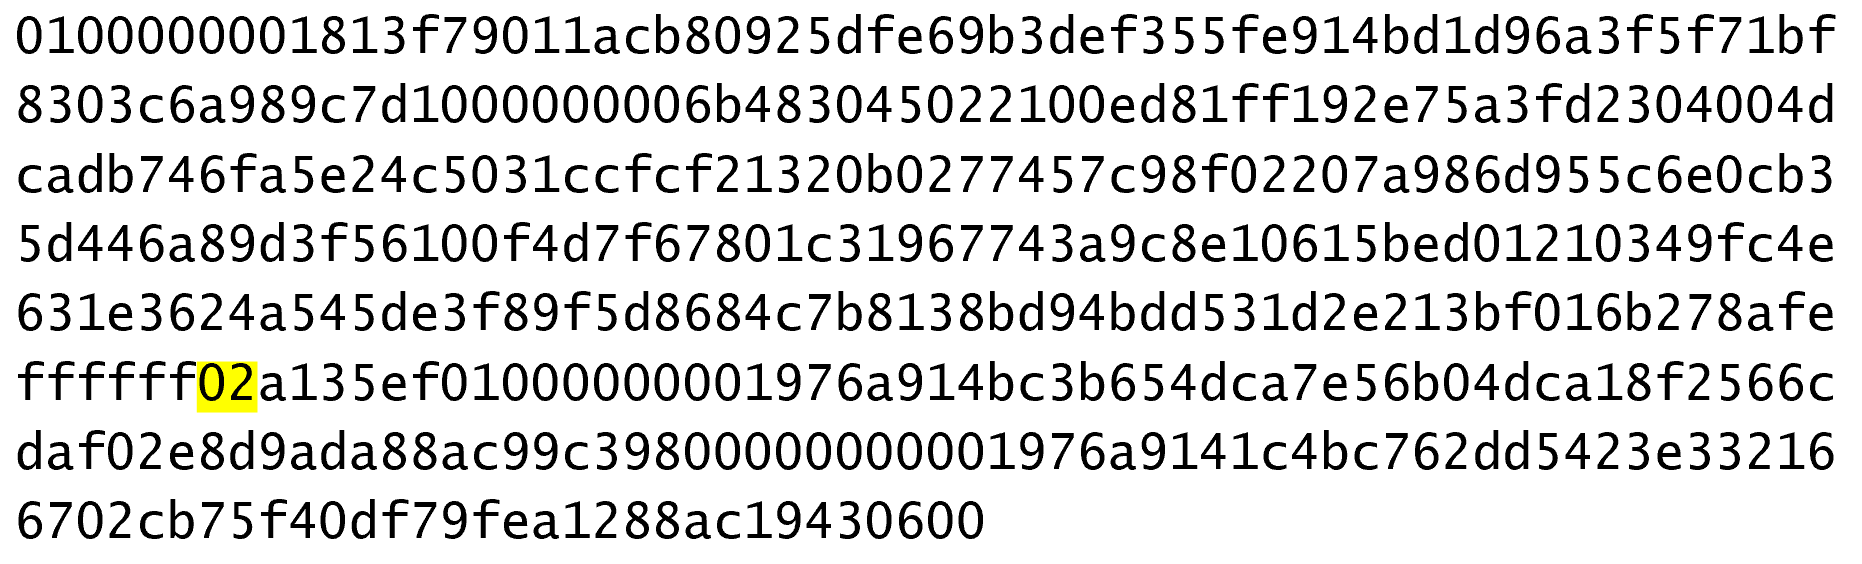 0100000001813f79011acb80925dfe69b3def355fe914bd1d96a3f5f71bf
8303c6a989c7d1000000006b483045022100ed81ff192e75a3fd2304004d
cadb746fa5e24c5031ccfcf21320b0277457c98f02207a986d955c6e0cb3
5d446a89d3f56100f4d7f67801c31967743a9c8e10615bed01210349fc4e
631e3624a545de3f89f5d8684c7b8138bd94bdd531d2e213bf016b278afe
ffffff02a135ef01000000001976a914bc3b654dca7e56b04dca18f2566c
daf02e8d9ada88ac99c39800000000001976a9141c4bc762dd5423e33216
6702cb75f40df79fea1288ac19430600